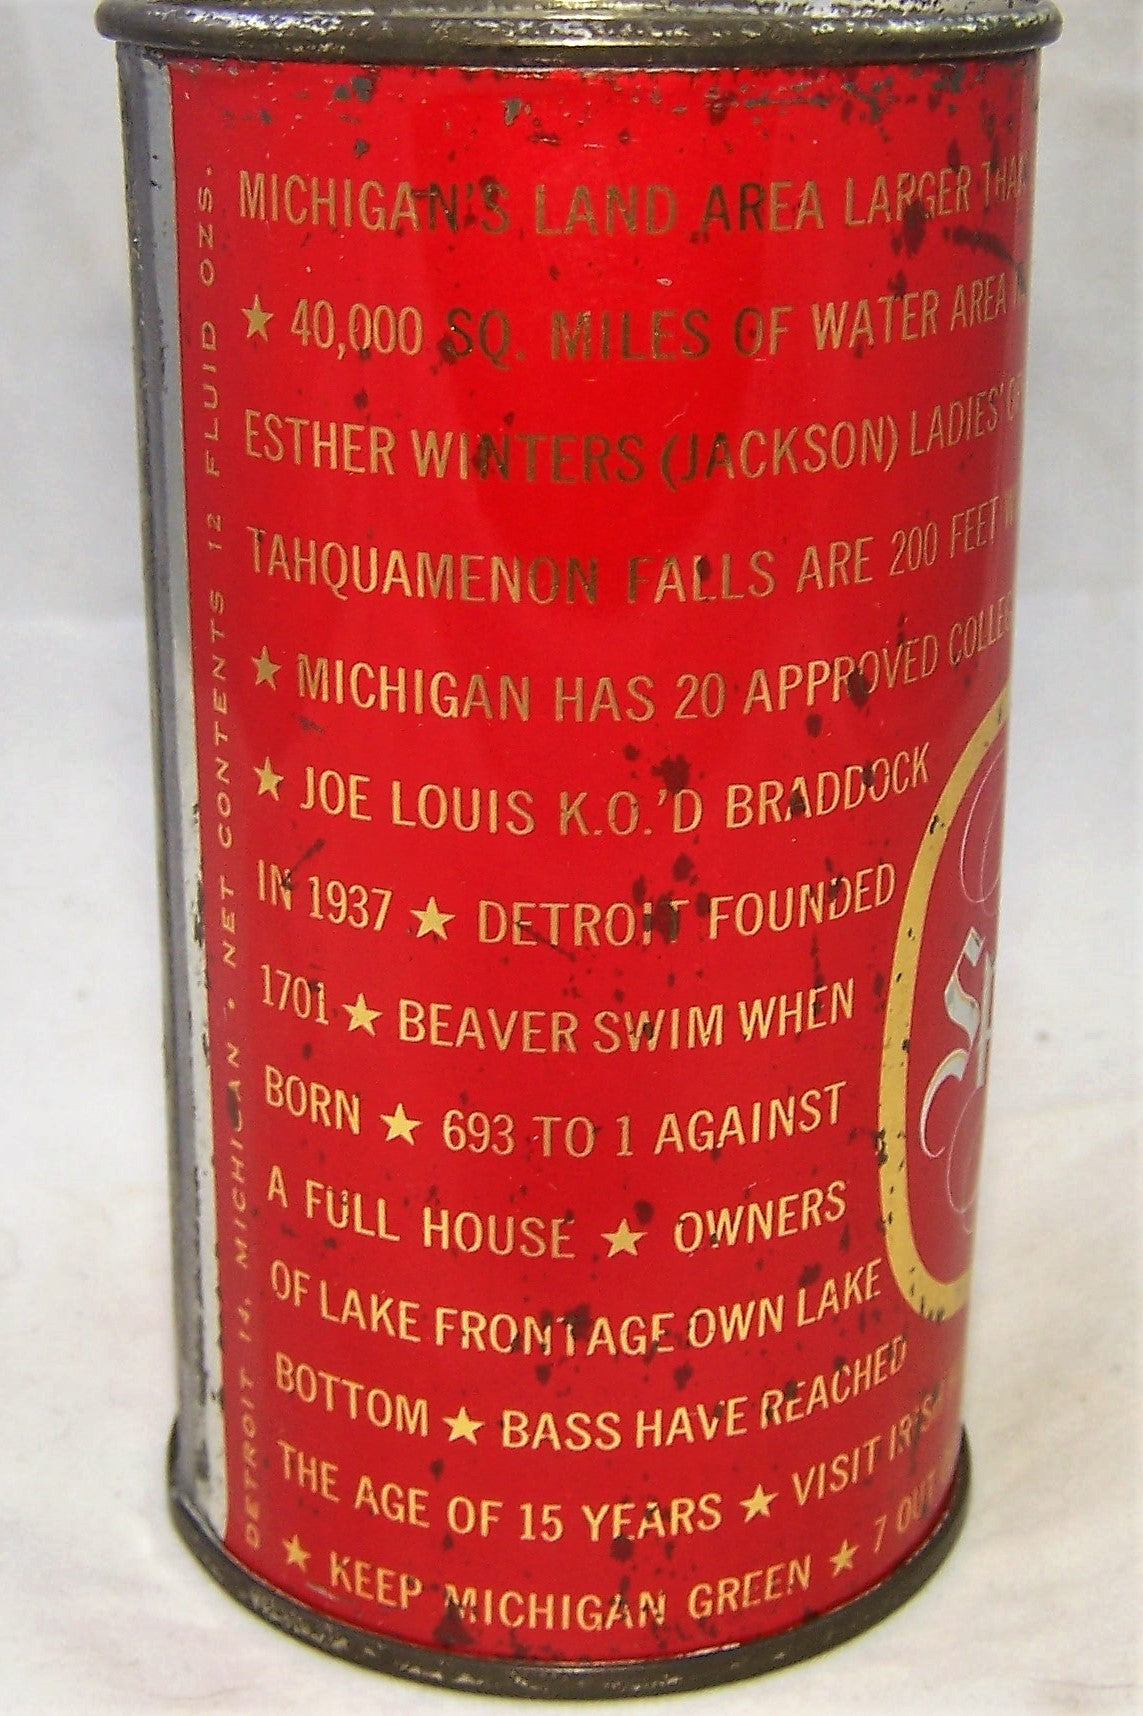 MICHIGAN'S LAND AREA LARGER THAN
★ 40,000 SQ. MILES OF WATER AREA
ESTHER WINTERS (JACKSON) LADIES'
TAHQUAMENON FALLS ARE 200 FEET
★ MICHIGAN HAS 20 APPROVED
★ JOE LOUIS K.O.'D BRADDOCK
IN 1937 ★ DETROIT FOUNDED
1701 ★ BEAVER SWIM WHEN
BORN ★ 693 TO 1 AGAINST
A FULL HOUSE ★ OWNERS
OF LAKE FRONTAGE OWN LAKE
BOTTOM ★ BASS HAVE REACHED
THE AGE OF 15 YEARS ★ VISIT
★ KEEP MICHIGAN GREEN ★ 7 OUT
DETROIT 14, MICHIGAN . NET CONTENTS 12 FLUID OZS.